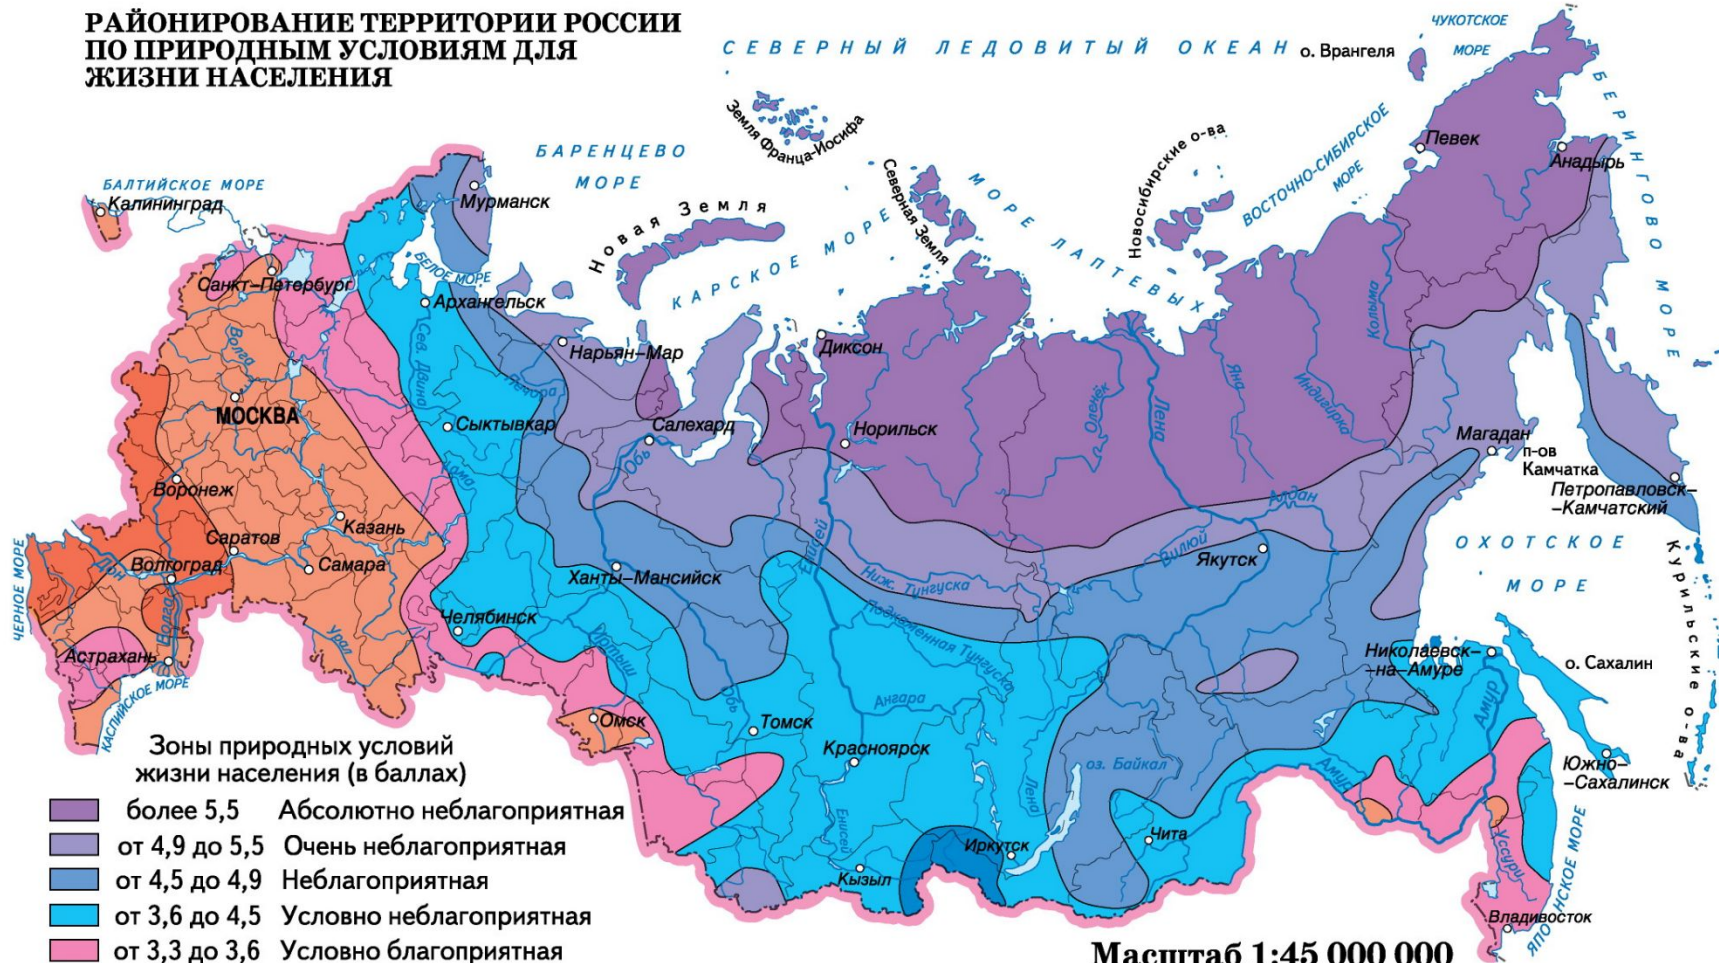 РАЙОНИРОВАНИЕ ТЕРРИТОРИИ РОССИИ
ПО ПРИРОДНЫМ УСЛОВИЯМ ДЛЯ
ЖИЗНИ НАСЕЛЕНИЯ
СЕВЕРНЫЙ ЛЕДОВИТЫЙ ОКЕАН
о. Врангеля
ЧУКОТСКОЕ
МОРЕ
БЕРИНГОВО МОРЕ
Земля Франца-Иосифа
БАРЕНЦЕВО
МОРЕ
Северная Земля
МОРЕ ЛАПТЕВЫХ
Новосибирские о-ва
ВОСТОЧНО-СИБИРСКОЕ
МОРЕ
Певек
Анадырь
БАЛТИЙСКОЕ МОРЕ
Калининград
Мурманск
Новая Земля
КАРСКОЕ МОРЕ
БЕЛОЕ МОРЕ
Санкт-Петербург
Архангельск
Нарьян-Мар
Диксон
Волга
Сев. Двина
Печора
Оленёк
Лена
Яна
Индигирка
Колыма
МОСКВА
Сыктывкар
Салехард
Норильск
Магадан
п-ов
Камчатка
Петропавловск-
-Камчатский
Обь
Кама
Воронеж
Казань
Саратов
Самара
Енисей
Алдан
Вилюй
Якутск
ОХОТСКОЕ
МОРЕ
Курильские о-ва
ЧЕРНОЕ МОРЕ
Дон
Волгоград
Волга
Урал
Ханты-Мансийск
Ниж. Тунгуска
Подкаменная Тунгуска
Челябинск
Иртыш
Астрахань
КАСПИЙСКОЕ МОРЕ
Николаевск-
-на-Амуре
о. Сахалин
Амур
Омск
Обь
Томск
Ангара
Красноярск
Лена
оз. Байкал
Амур
Южно-
-Сахалинск
Енисей
Кызыл
Иркутск
Чита
Уссури
Владивосток
ЯПОНСКОЕ МОРЕ
Зоны природных условий
жизни населения (в баллах)
более 5,5 Абсолютно неблагоприятная
от 4,9 до 5,5 Очень неблагоприятная
от 4,5 до 4,9 Неблагоприятная
от 3,6 до 4,5 Условно неблагоприятная
от 3,3 до 3,6 Условно благоприятная
Масштаб 1:45 000 000